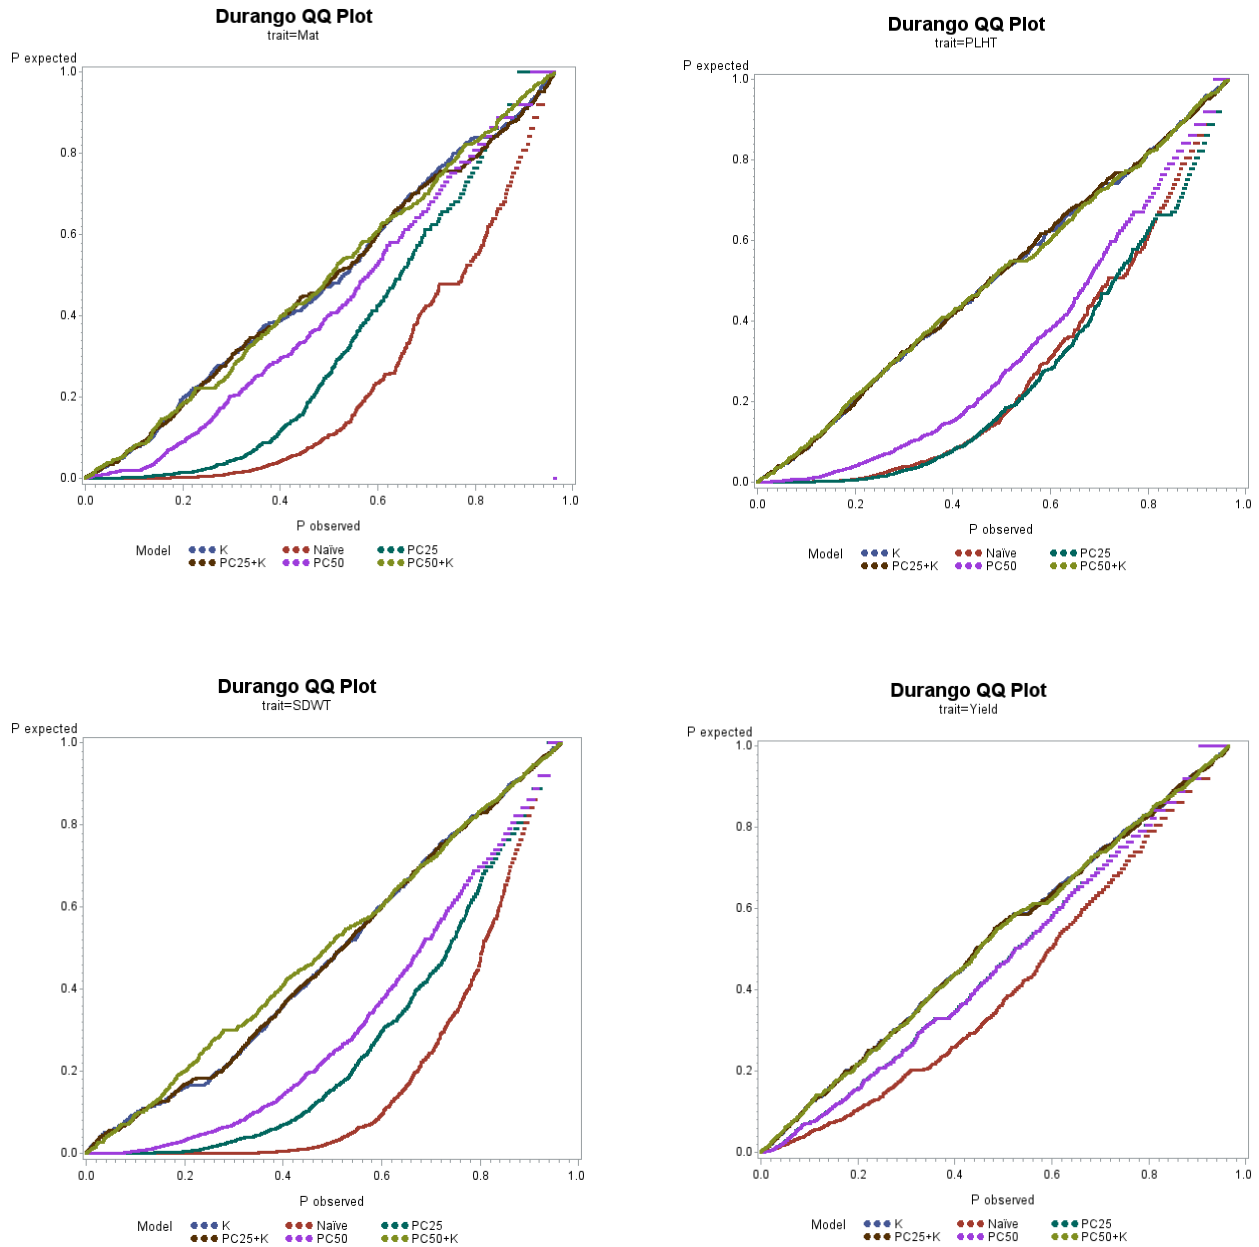 Durango QQ Plot
trait=Mat
P expected
1.0
0.8
0.6
0.4
0.2
0.0
0.0 0.2 0.4 0.6 0.8 1.0
P observed
Model K Naïve PC25
PC25+K PC50 PC50+K
Durango QQ Plot
trait=PLHT
P expected
1.0
0.8
0.6
0.4
0.2
0.0
0.0 0.2 0.4 0.6 0.8 1.0
P observed
Model K Naïve PC25
PC25+K PC50 PC50+K
Durango QQ Plot
trait=SDWT
P expected
1.0
0.8
0.6
0.4
0.2
0.0
0.0 0.2 0.4 0.6 0.8 1.0
P observed
Model K Naïve PC25
PC25+K PC50 PC50+K
Durango QQ Plot
trait=Yield
P expected
1.0
0.8
0.6
0.4
0.2
0.0
0.0 0.2 0.4 0.6 0.8 1.0
P observed
Model K Naïve PC25
PC25+K PC50 PC50+K